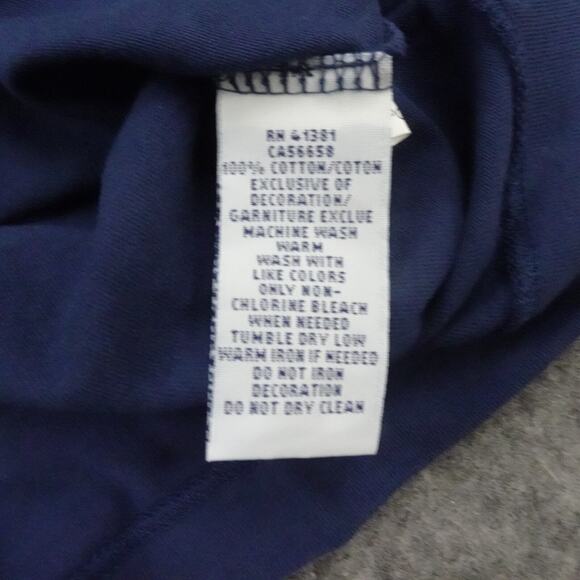 RN 41381
CA56658
100% COTTON/COTON
EXCLUSIVE OF
DECORATION/
GARNITURE EXCLUE
MACHINE WASH
WARM
WASH WITH
LIKE COLORS
ONLY NON-
CHLORINE BLEACH
WHEN NEEDED
TUMBLE DRY LOW
WARM IRON IF NEEDED
DO NOT IRON
DECORATION
DO NOT DRY CLEAN